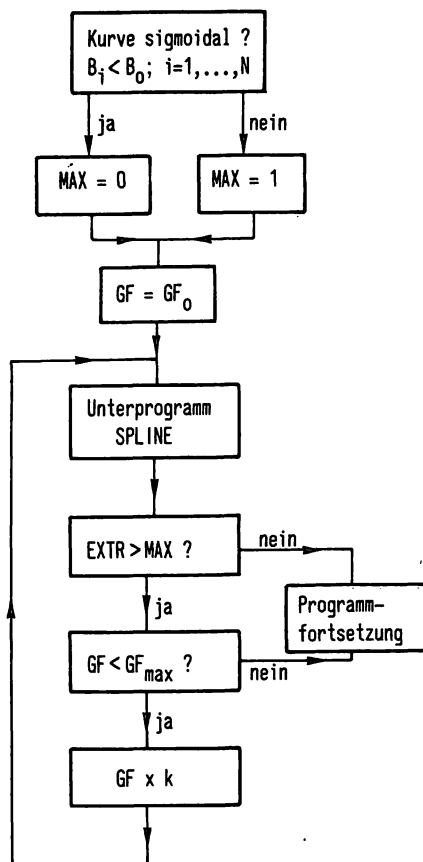 Kurve sigmoidal ?
B_i < B_o; i=1,...,N
ja
nein
MAX = 0
MAX = 1
GF = GF_o
Unterprogramm
SPLINE
EXTR > MAX ?
nein
ja
Programm-
fortsetzung
GF < GF_max ?
nein
ja
GF x k